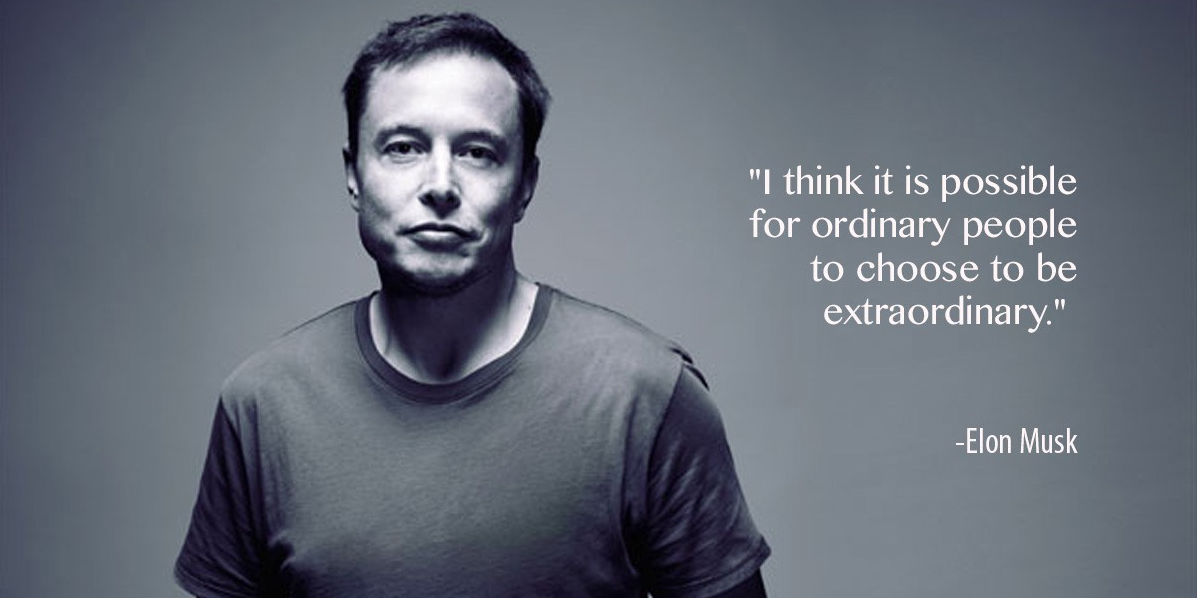 "I think it is possible
for ordinary people
to choose to be
extraordinary."
-Elon Musk